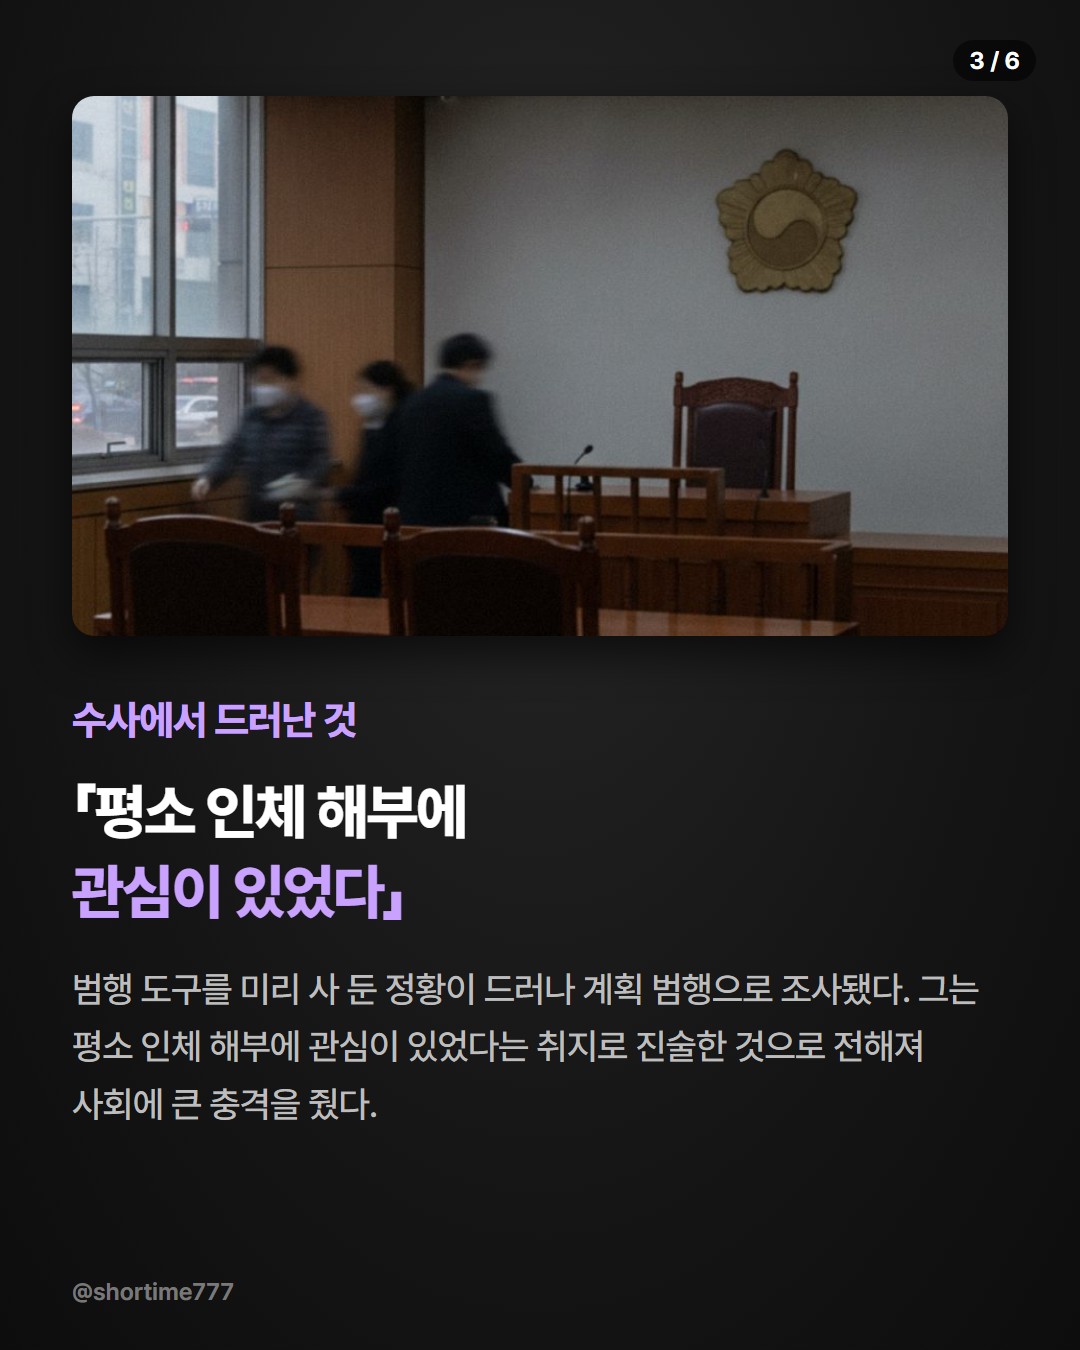 3 / 6
수사에서 드러난 것
「평소 인체 해부에
관심이 있었다」
범행 도구를 미리 사 둔 정황이 드러나 계획 범행으로 조사됐다. 그는
평소 인체 해부에 관심이 있었다는 취지로 진술한 것으로 전해져
사회에 큰 충격을 줬다.
@shortime777